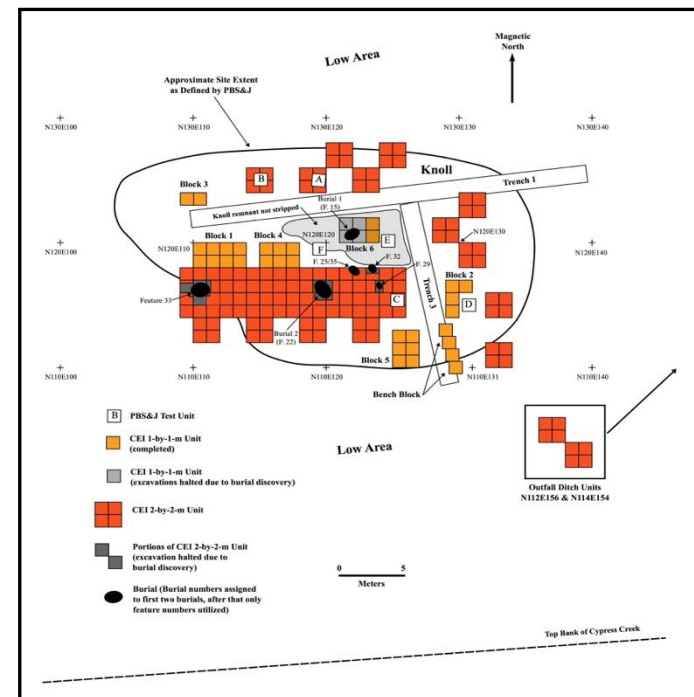 Low Area
Magnetic
North
Approximate Site Extent
as Defined by PBS&J
N130E100
N130E110
N130E120
N130E130
N130E140
Knoll
B
A
Trench 1
Block 3
Burial 1
(F. 15)
Knoll remnant not stripped
N120E110
Block 1
Block 4
N120E120
Block 6
E
F
N120E130
F. 25/35
F. 32
F. 29
Block 2
Feature 33
C
D
Trench 3
Burial 2
(F. 22)
Block 5
N110E100
N110E110
N110E120
N110E131
N110E140
Bench Block
B
PBS&J Test Unit
CEI 1-by-1-m Unit
(completed)
CEI 1-by-1-m Unit
(excavations halted due to burial discovery)
CEI 2-by-2-m Unit
Portions of CEI 2-by-2-m Unit
(excavation halted due to
burial discovery)
Burial (Burial numbers assigned
to first two burials, after that only
feature numbers utilized)
Low Area
Outfall Ditch Units
N112E156 & N114E154
0
5
Meters
Top Bank of Cypress Creek